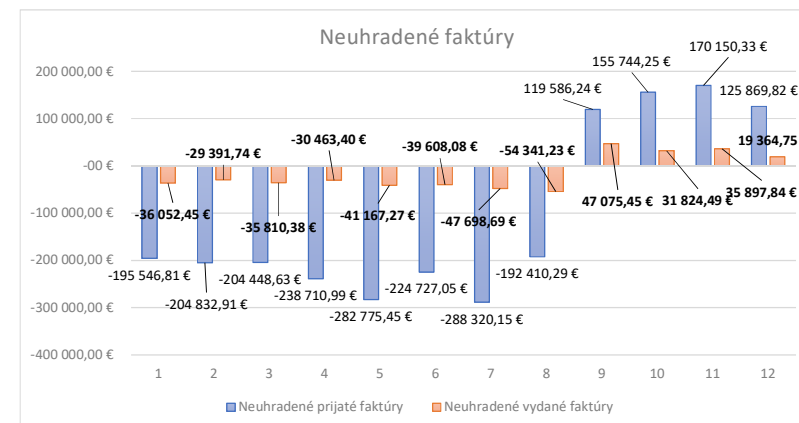 Neuhradené faktúry
170 150,33 €
155 744,25 €
200 000,00 €
119 586,24 €
125 869,82 €
100 000,00 €
-30 463,40 €
-39 608,08 €
-29 391,74 €
-54 341,23 €
19 364,75
-00 €
-100 000,00 €
-36 052,45 €
-35 810,38 €
-41 167,27 €
-47 698,69 €
47 075,45 €
31 824,49 €
35 897,84 €
-200 000,00 €
-195 546,81 €
-204 448,63 €
-224 727,05 €
-192 410,29 €
-204 832,91 €
-238 710,99 €
-300 000,00 €
-282 775,45 €
-288 320,15 €
-400 000,00 €
1 2 3 4 5 6 7 8 9 10 11 12
Neuhradené prijaté faktúry Neuhradené vydané faktúry